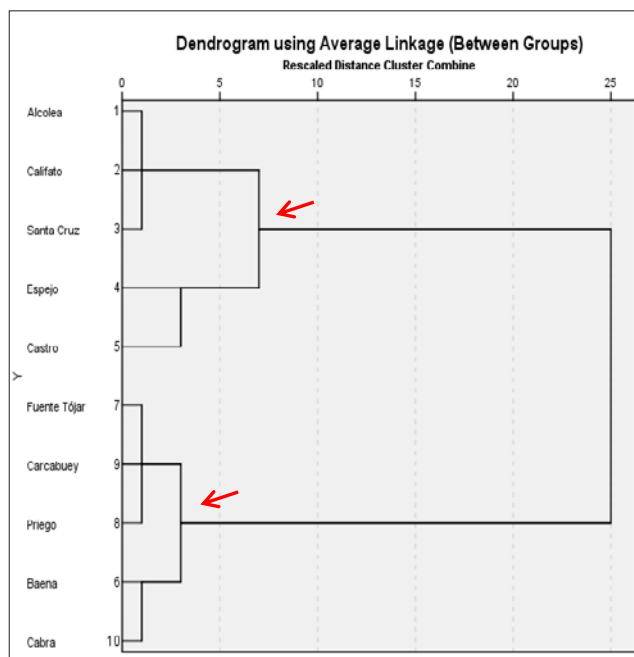 Dendrogram using Average Linkage (Between Groups)
Rescaled Distance Cluster Combine
0 5 10 15 20 25
Alcolea 1
Califato 2
Santa Cruz 3
Espejo 4
Castro 5
Y
Fuente Tójar 7
Carcabuey 9
Priego 8
Baena 6
Cabra 10